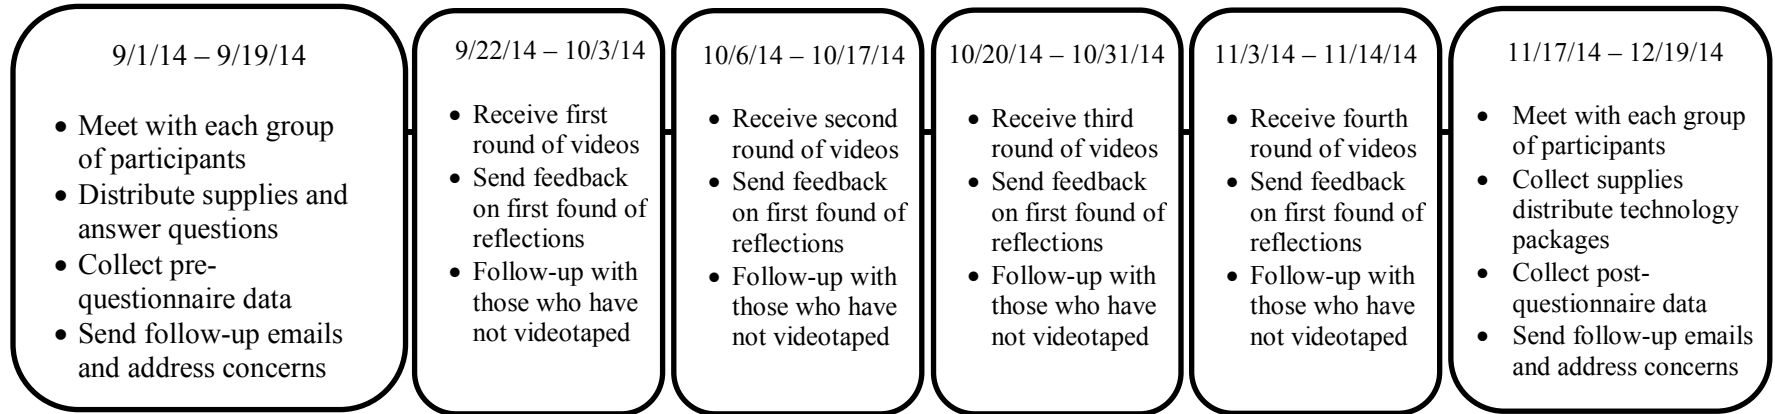 9/1/14 – 9/19/14
• Meet with each group
of participants
• Distribute supplies and
answer questions
• Collect pre-
questionnaire data
• Send follow-up emails
and address concerns
9/22/14 – 10/3/14
• Receive first
round of videos
• Send feedback
on first found of
reflections
• Follow-up with
those who have
not videotaped
10/6/14 – 10/17/14
• Receive second
round of videos
• Send feedback
on first found of
reflections
• Follow-up with
those who have
not videotaped
10/20/14 – 10/31/14
• Receive third
round of videos
• Send feedback
on first found of
reflections
• Follow-up with
those who have
not videotaped
11/3/14 – 11/14/14
• Receive fourth
round of videos
• Send feedback
on first found of
reflections
• Follow-up with
those who have
not videotaped
11/17/14 – 12/19/14
• Meet with each group
of participants
• Collect supplies
distribute technology
packages
• Collect post-
questionnaire data
• Send follow-up emails
and address concerns